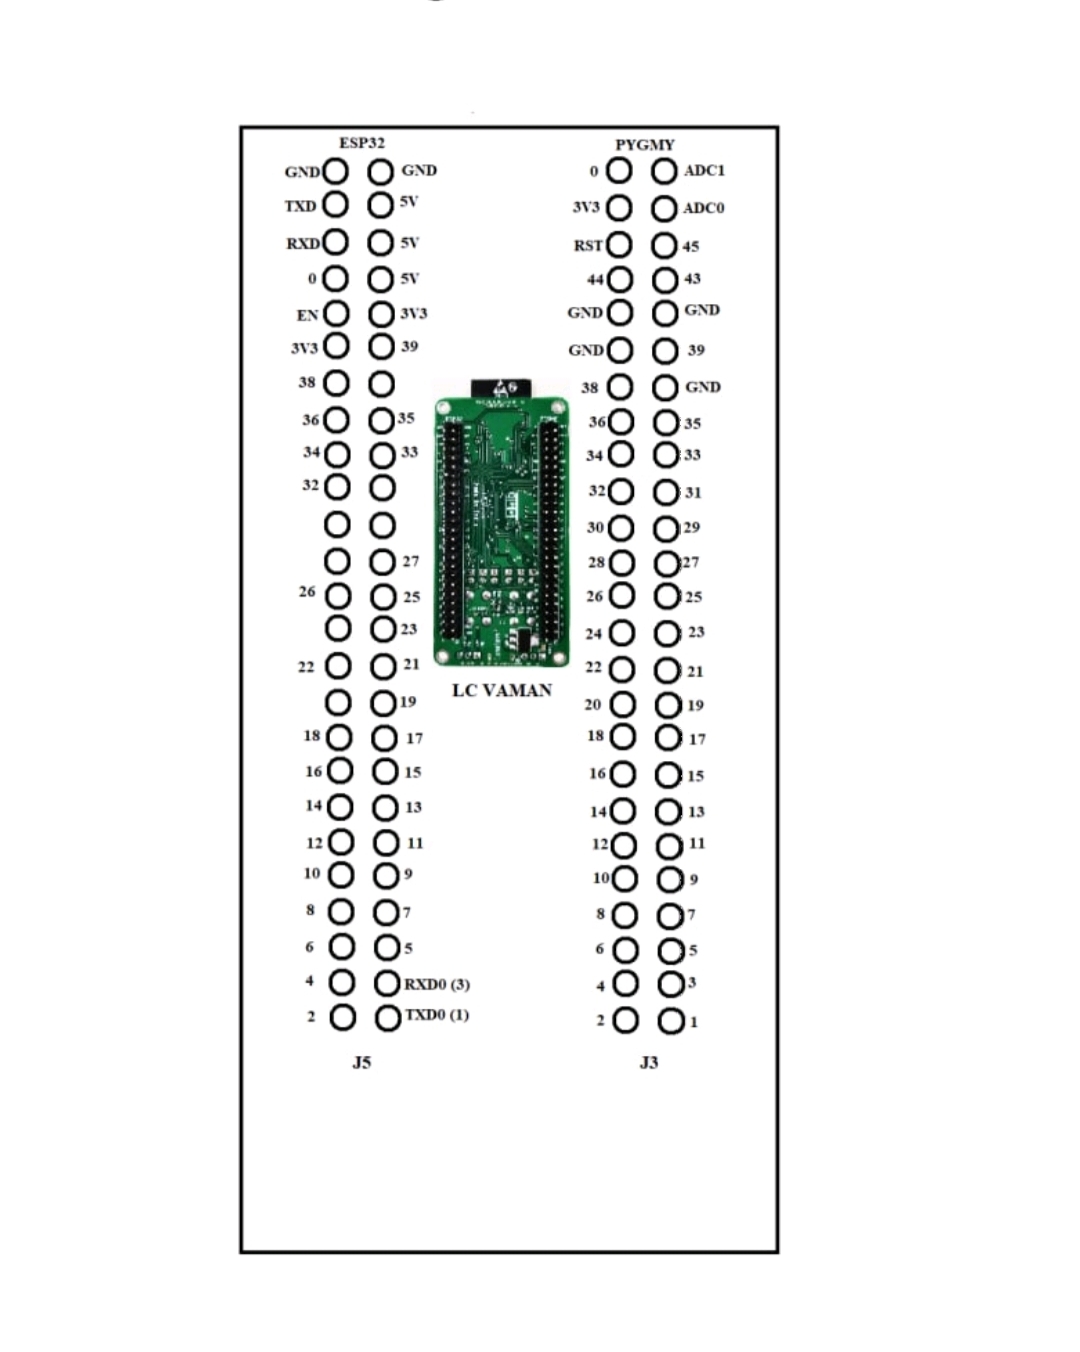 ESP32 PYGMY
GND GND 0 ADC1
TXD 5V 3V3 ADC0
RXD 5V RST 45
0 5V 44 43
EN 3V3 GND GND
3V3 39 GND 39
38 38 GND
36 35 36 35
34 33 34 33
32 32 31
30 29
27 28 27
26 25 26 25
23 24 23
22 21 22 21
19 20 19
18 17 18 17
16 15 16 15
14 13 14 13
12 11 12 11
10 9 10 9
8 7 8 7
6 5 6 5
4 RXD0 (3) 4 3
2 TXD0 (1) 2 1
LC VAMAN
J5 J3